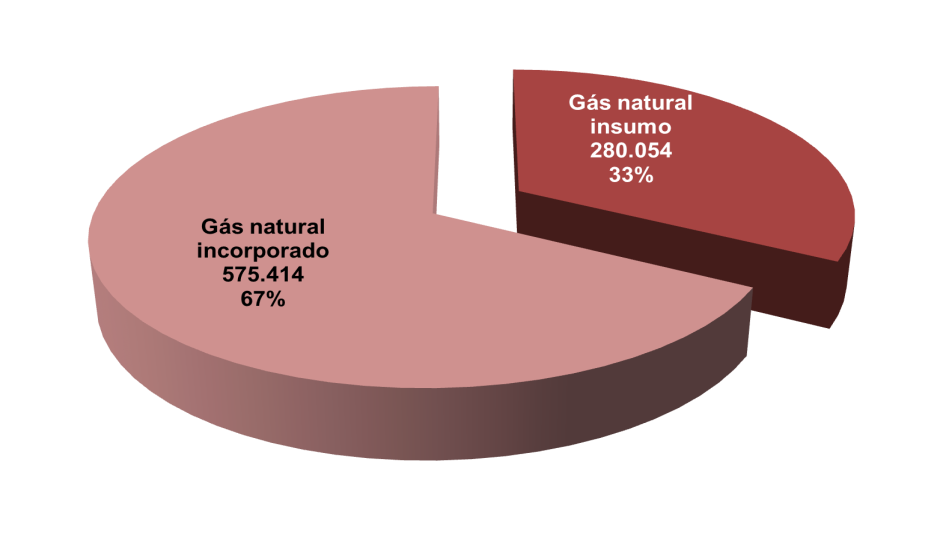 Gás natural
insumo
280.054
33%
Gás natural
incorporado
575.414
67%